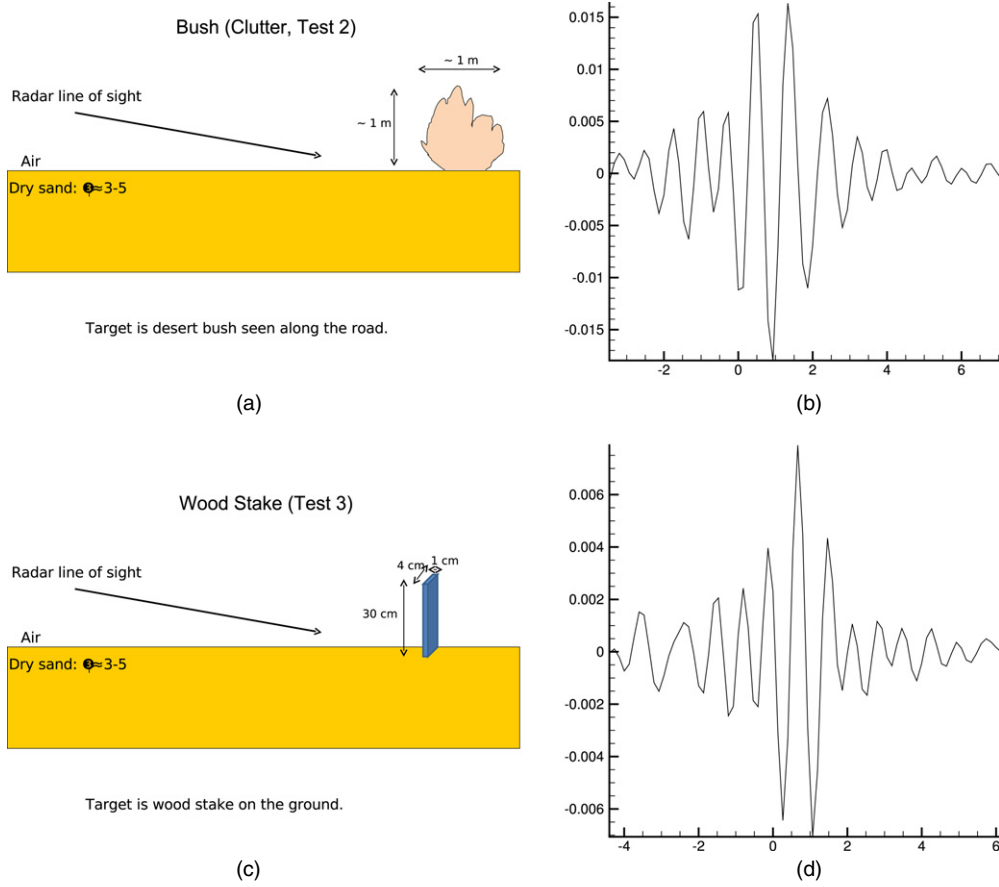 Bush (Clutter, Test 2)
~ 1 m
Radar line of sight
~ 1 m
Air
Dry sand: ≈3-5
Target is desert bush seen along the road.
(a)
0.015
0.01
0.005
0
-0.005
-0.01
-0.015
-2 0 2 4 6
(b)
Wood Stake (Test 3)
4 cm 1 cm
Radar line of sight
30 cm
Air
Dry sand: ≈3-5
Target is wood stake on the ground.
(c)
0.006
0.004
0.002
0
-0.002
-0.004
-0.006
-4 -2 0 2 4 6
(d)